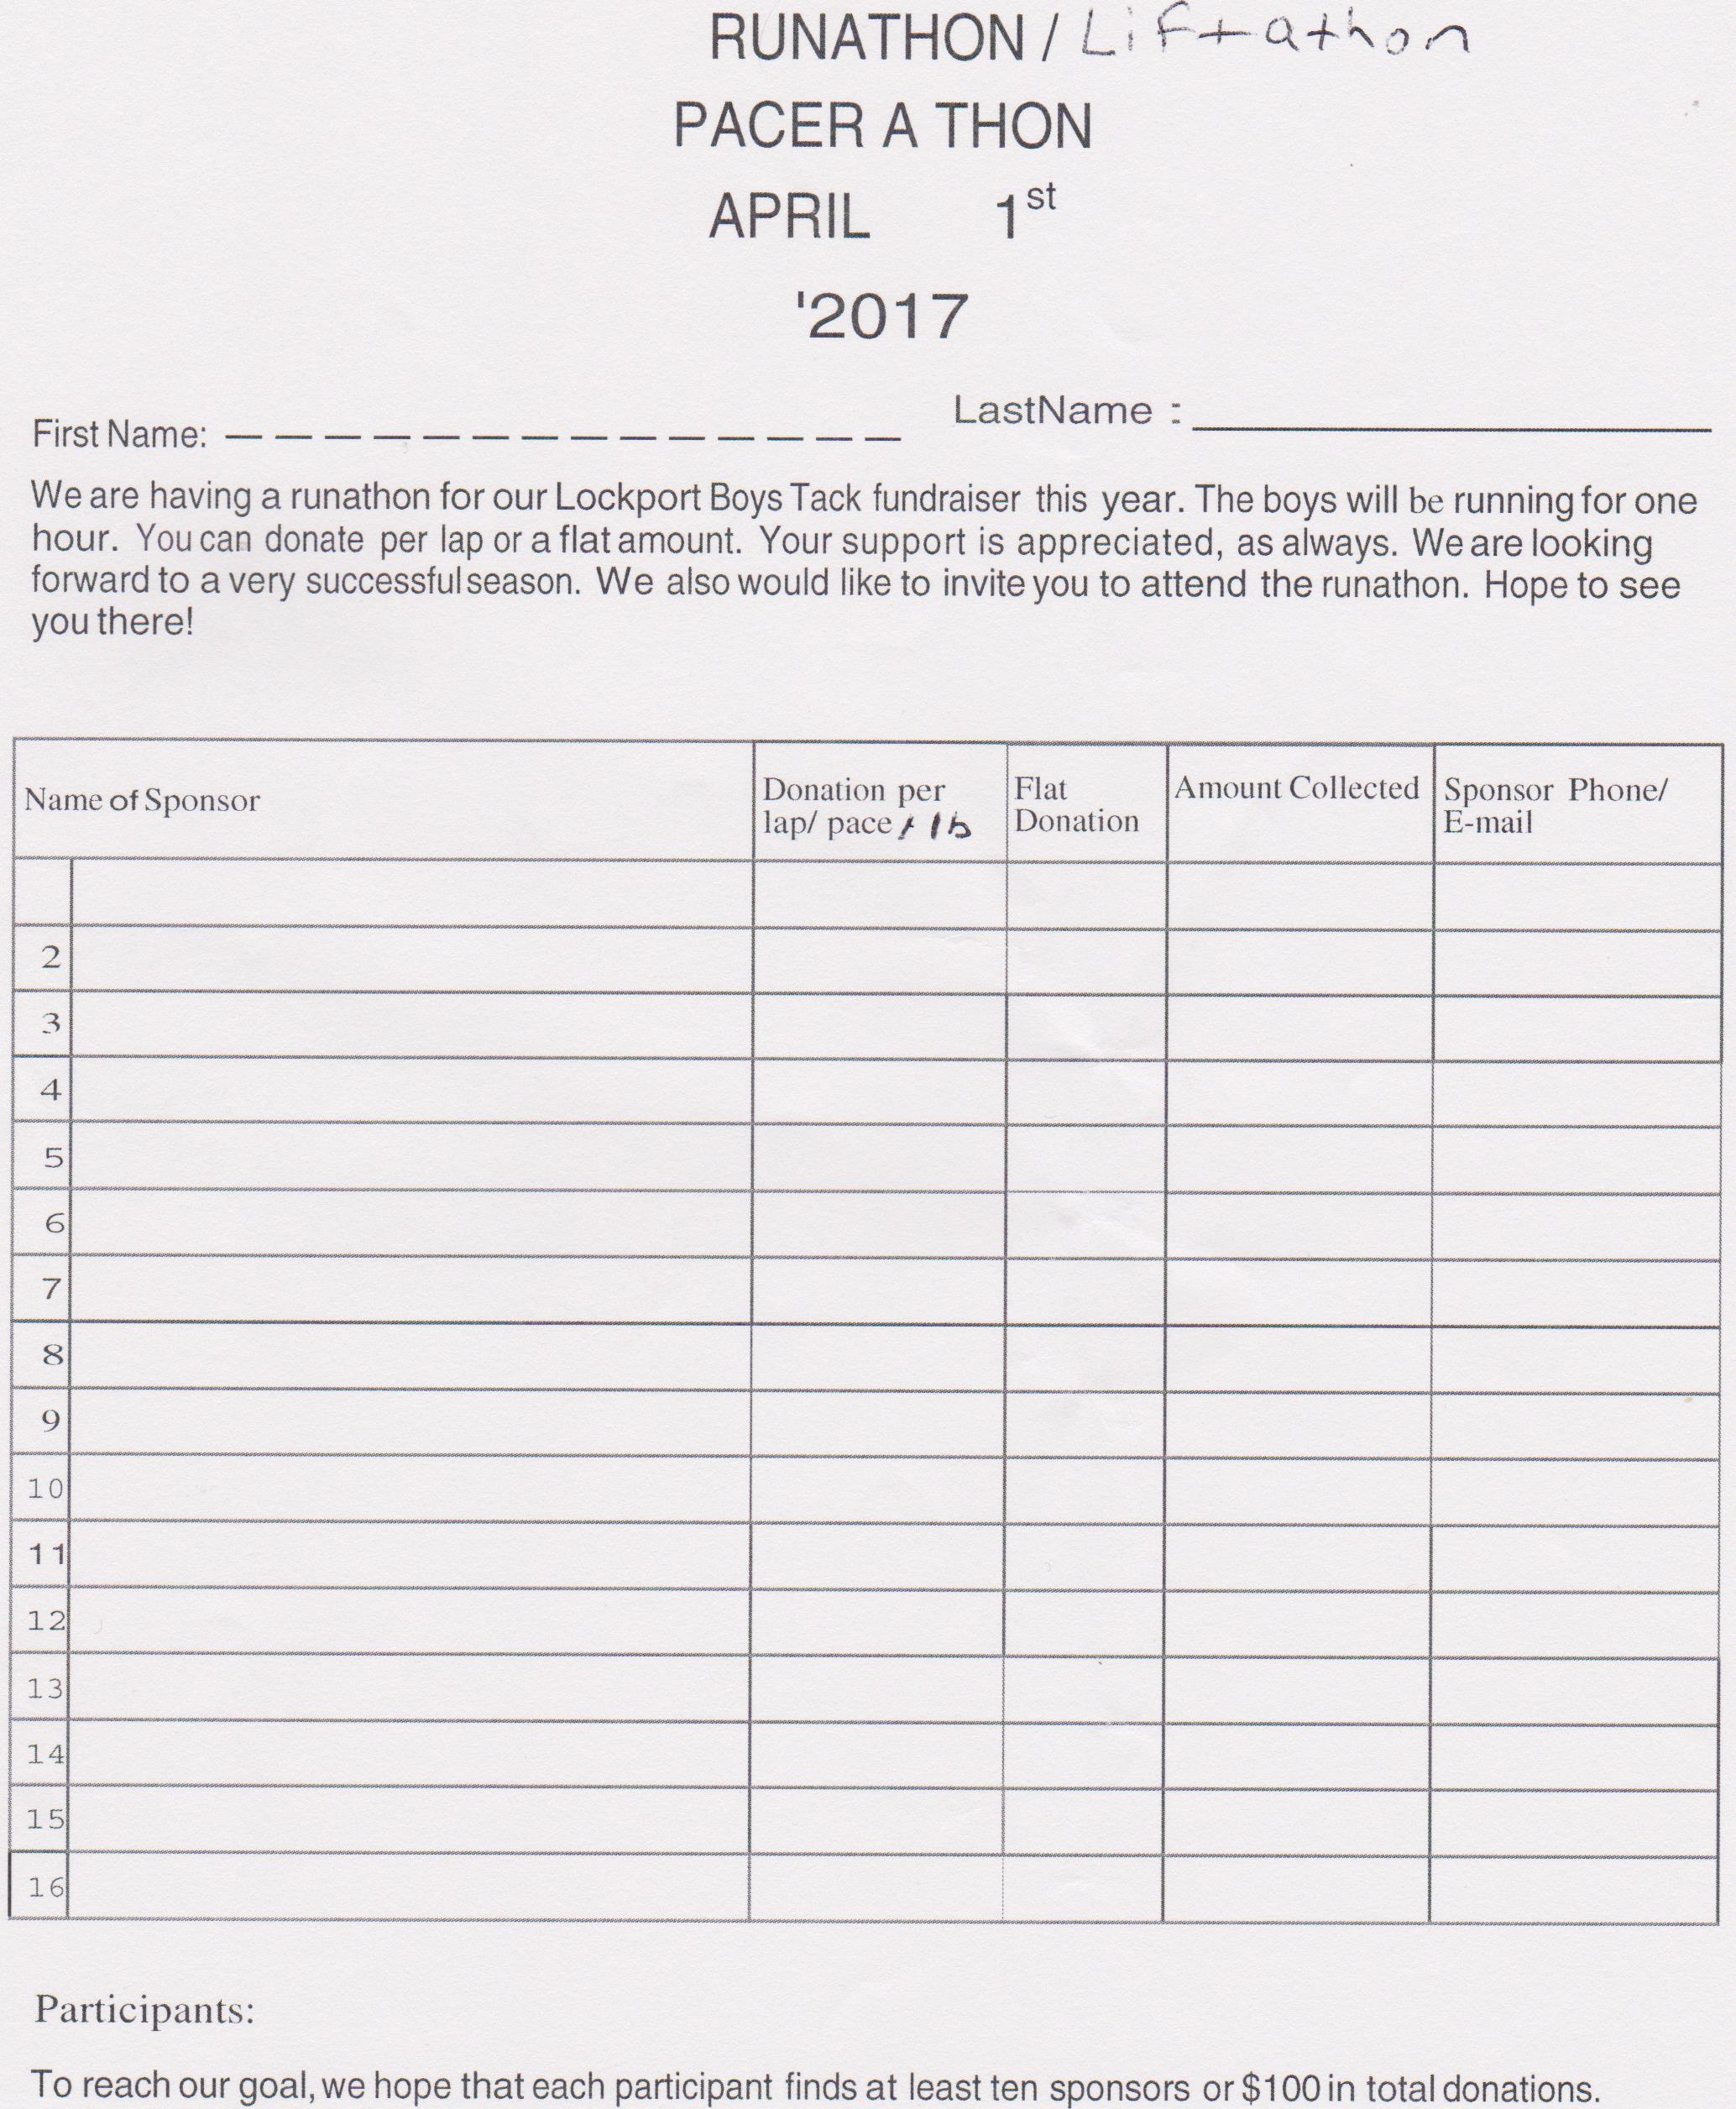 RUNATHON / Liftathon
PACER A THON
APRIL 1st
'2017
First Name: LastName :
We are having a runathon for our Lockport Boys Tack fundraiser this year. The boys will be running for one
hour. You can donate per lap or a flat amount. Your support is appreciated, as always. We are looking
forward to a very successful season. We also would like to invite you to attend the runathon. Hope to see
you there!
Name of Sponsor
Donation per
lap/ pace / lb
Flat
Donation
Amount Collected
Sponsor Phone/
E-mail
2
3
4
5
6
7
8
9
10
11
12
13
14
15
16
Participants:
To reach our goal, we hope that each participant finds at least ten sponsors or $100 in total donations.